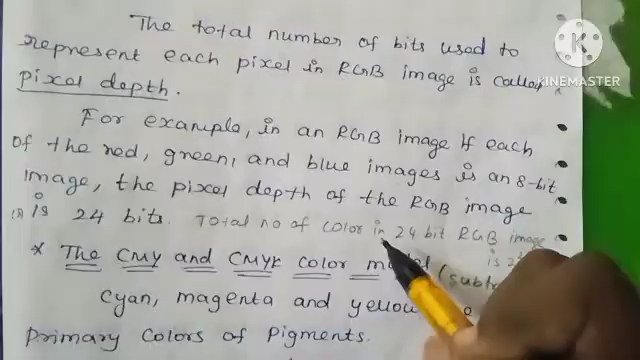 The total number of bits used to
represent each pixel in RGB image is called
pixel depth.
For example, in an RGB image if each
of the red, green, and blue images is an 8-bit
image, the pixel depth of the RGB image
is 24 bits. Total no of color in 24 bit RGB image
is
* The CMY and CMYK color model
Cyan, magenta and yellow
Primary Colors of Pigments.
KINEMASTER